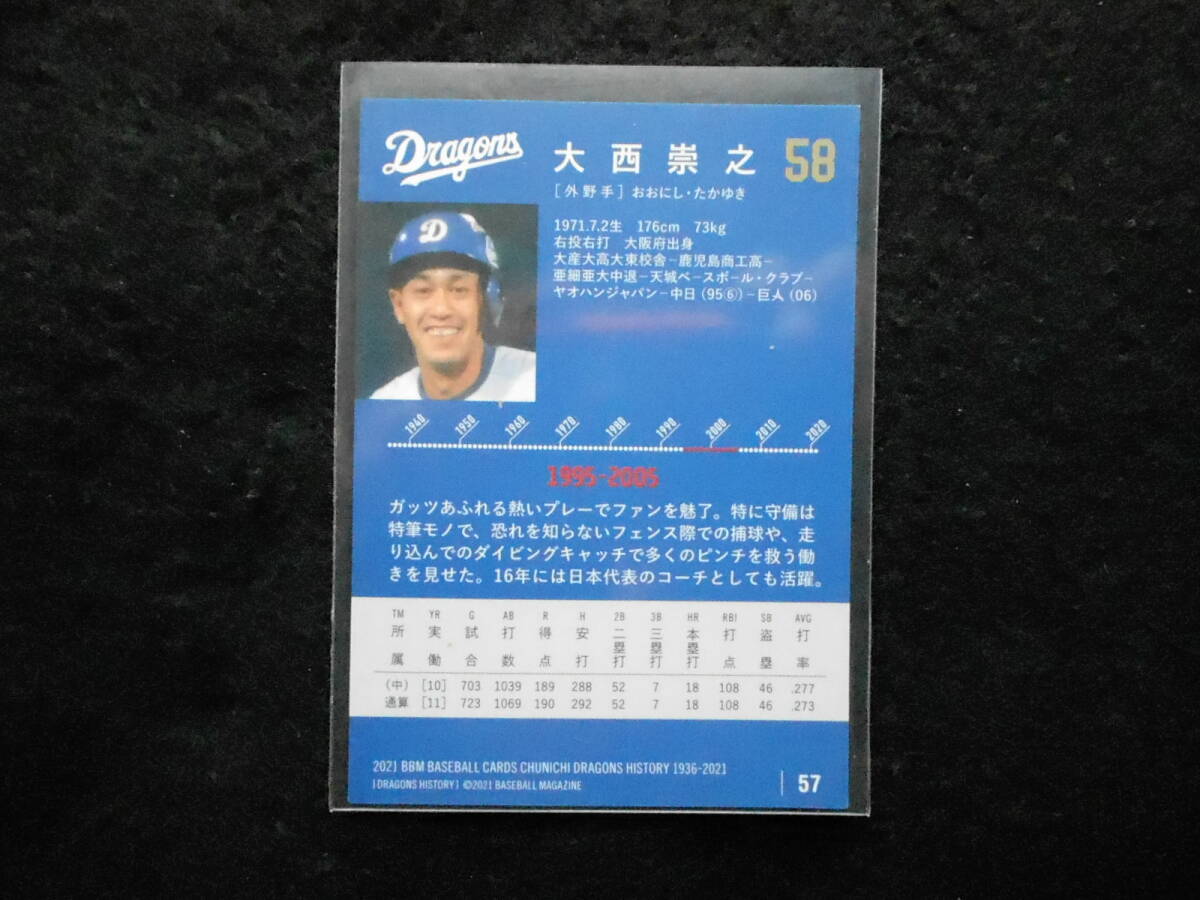 Dragons
大西崇之 58
[外野手] おおにし・たかゆき
D
1971.7.2生 176cm 73kg
右投右打 大阪府出身
大産大高大東校舎-鹿児島商工高-
亜細亜大中退-天城ベースボール・クラブ-
ヤオハンジャパン-中日(95⑥)-巨人(06)
1940 1950 1960 1970 1980 1990 2000 2010 2020
1995-2005
ガッツあふれる熱いプレーでファンを魅了。特に守備は
特筆モノで、恐れを知らないフェンス際での捕球や、走
り込んでのダイビングキャッチで多くのピンチを救う働
きを見せた。16年には日本代表のコーチとしても活躍。
TM YR G AB R H 2B 3B HR RBI SB AVG
所属 実働 試合 打数 得点 安打 二塁打 三塁打 本塁打 打点 盗塁 打率
(中) [10] 703 1039 189 288 52 7 18 108 46 .277
通算 [11] 723 1069 190 292 52 7 18 108 46 .273
2021 BBM BASEBALL CARDS CHUNICHI DRAGONS HISTORY 1936-2021
[DRAGONS HISTORY] ©2021 BASEBALL MAGAZINE
57